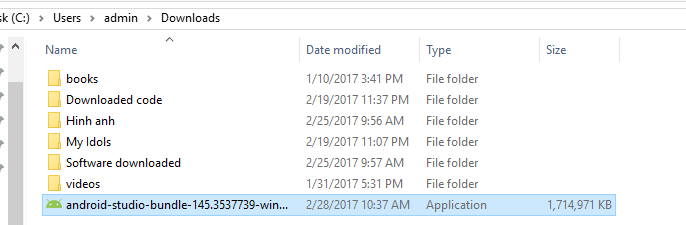 sk (C:) > Users > admin > Downloads
Name Date modified Type Size
books 1/10/2017 3:41 PM File folder
Downloaded code 2/19/2017 11:37 PM File folder
Hinh anh 2/25/2017 9:56 AM File folder
My Idols 2/19/2017 11:07 PM File folder
Software downloaded 2/25/2017 9:57 AM File folder
videos 1/31/2017 5:31 PM File folder
android-studio-bundle-145.3537739-win... 2/28/2017 10:37 AM Application 1,714,971 KB